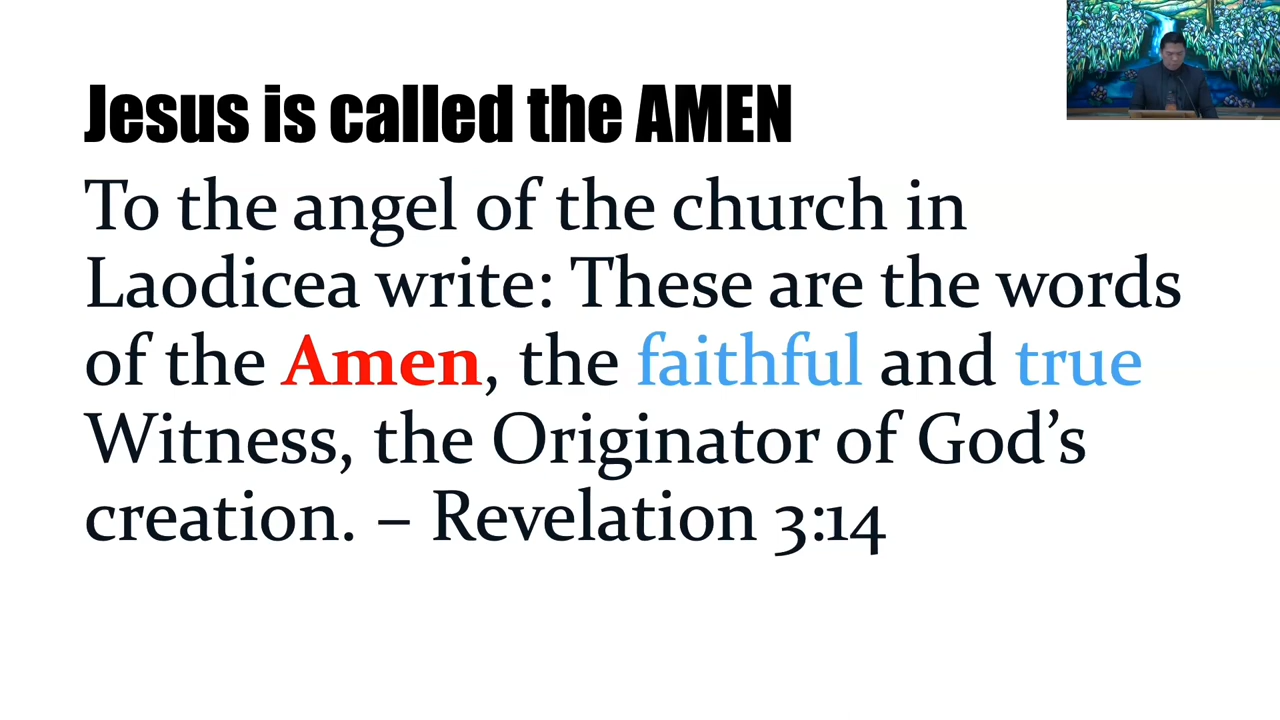 Jesus is called the AMEN
To the angel of the church in
Laodicea write: These are the words
of the Amen, the faithful and true
Witness, the Originator of God’s
creation. – Revelation 3:14